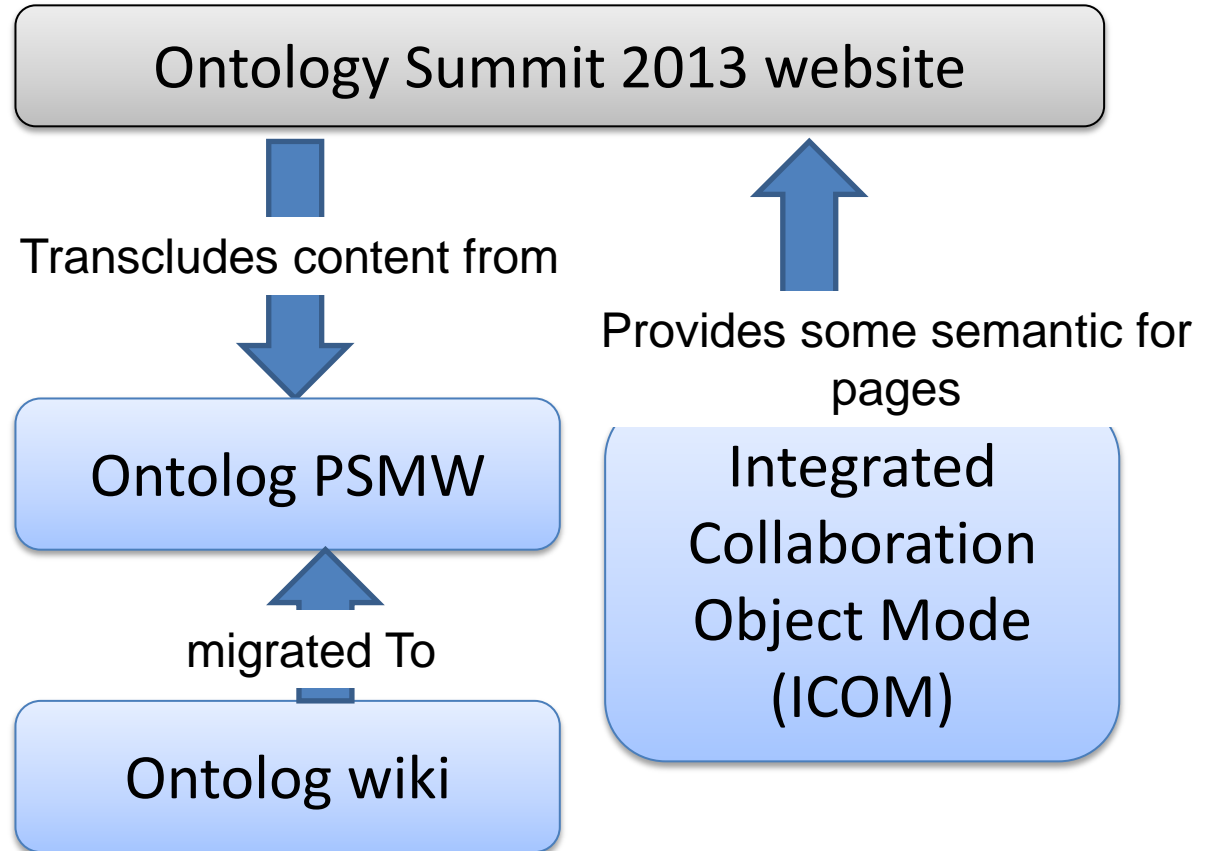 Ontology Summit 2013 website
Transcludes content from
Provides some semantic for
pages
Ontolog PSMW
Integrated
Collaboration
Object Mode
(ICOM)
migrated To
Ontolog wiki